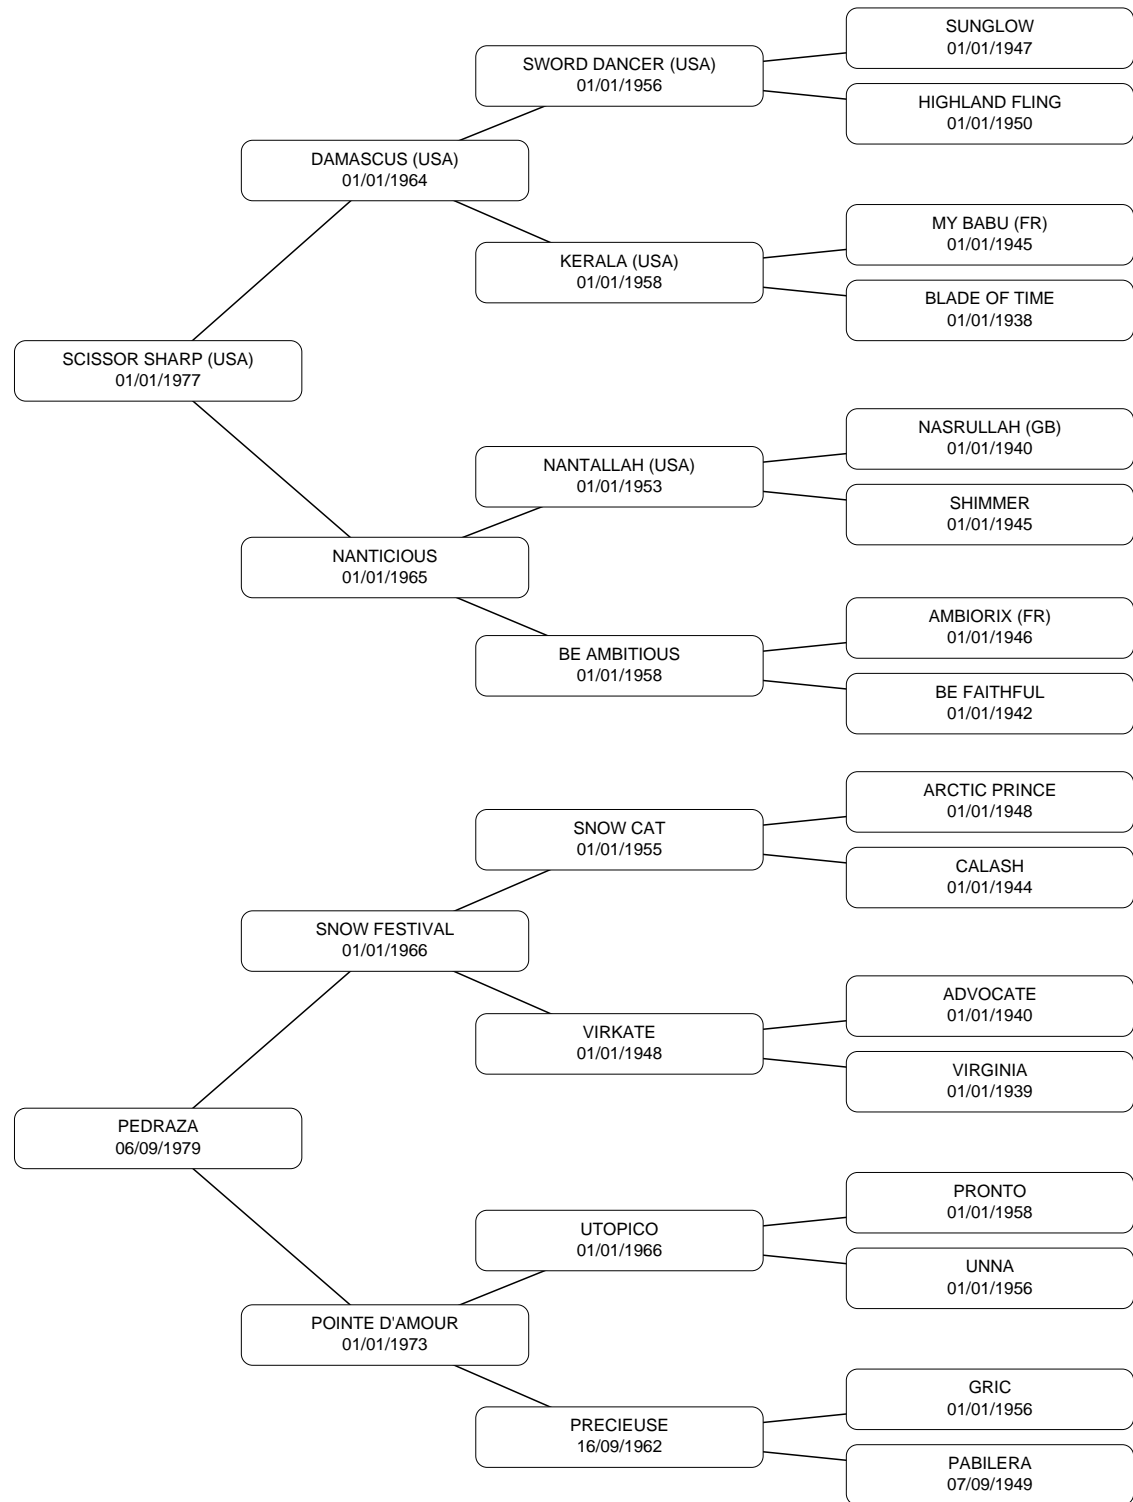 SUNGLOW
01/01/1947
SWORD DANCER (USA)
01/01/1956
HIGHLAND FLING
01/01/1950
DAMASCUS (USA)
01/01/1964
MY BABU (FR)
01/01/1945
KERALA (USA)
01/01/1958
BLADE OF TIME
01/01/1938
SCISSOR SHARP (USA)
01/01/1977
NASRULLAH (GB)
01/01/1940
NANTALLAH (USA)
01/01/1953
SHIMMER
01/01/1945
NANTICIOUS
01/01/1965
AMBIORIX (FR)
01/01/1946
BE AMBITIOUS
01/01/1958
BE FAITHFUL
01/01/1942
ARCTIC PRINCE
01/01/1948
SNOW CAT
01/01/1955
CALASH
01/01/1944
SNOW FESTIVAL
01/01/1966
ADVOCATE
01/01/1940
VIRKATE
01/01/1948
VIRGINIA
01/01/1939
PEDRAZA
06/09/1979
PRONTO
01/01/1958
UTOPICO
01/01/1966
UNNA
01/01/1956
POINTE D'AMOUR
01/01/1973
GRIC
01/01/1956
PRECIEUSE
16/09/1962
PABILERA
07/09/1949